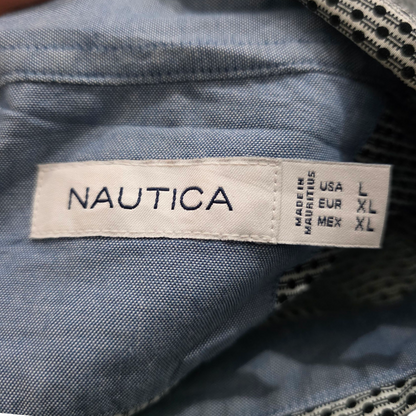 NAUTICA
MADE IN
MAURITIUS
USA L
EUR XL
MEX XL